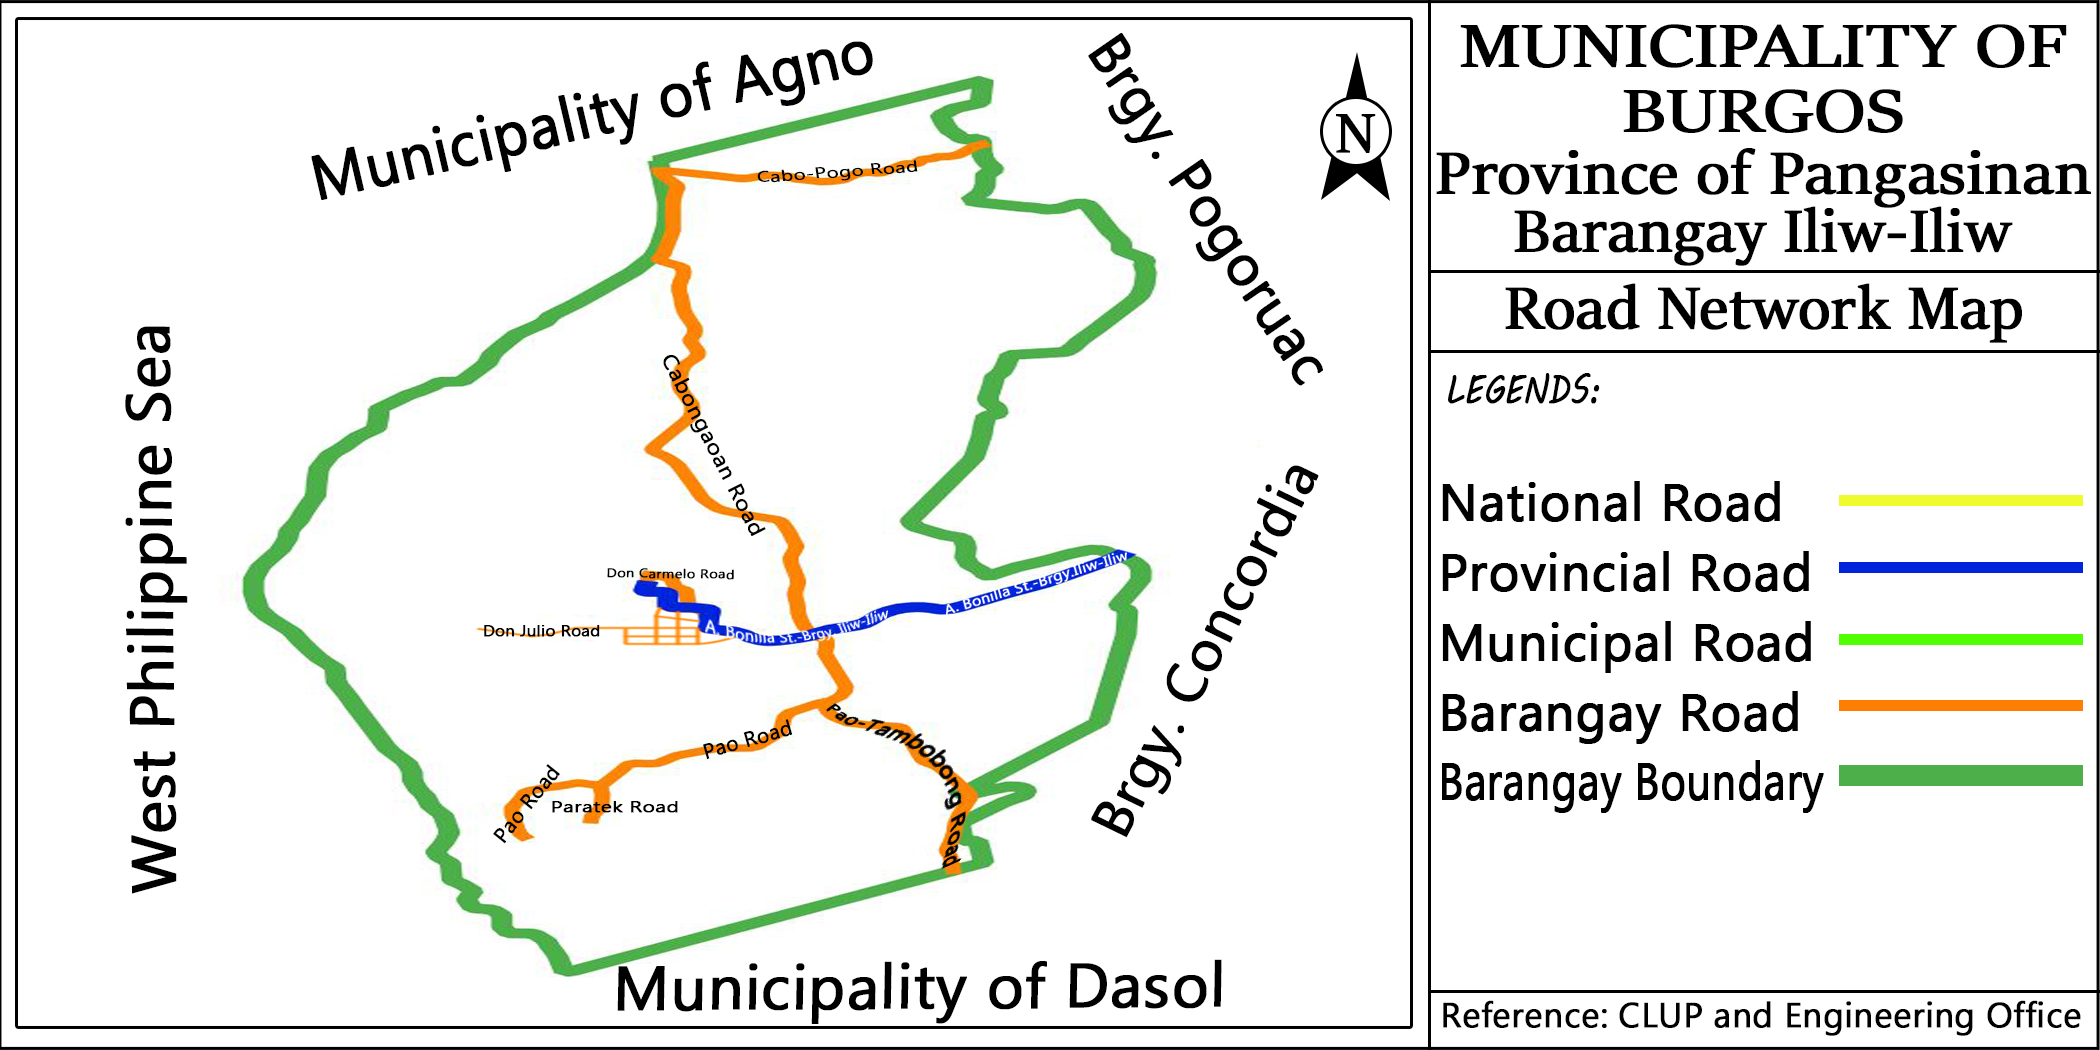 MUNICIPALITY OF
BURGOS
Province of Pangasinan
Barangay Iliw-Iliw
Road Network Map
LEGENDS:
National Road
Provincial Road
Municipal Road
Barangay Road
Barangay Boundary
Reference: CLUP and Engineering Office
N
Municipality of Agno
Brgy. Pogoruac
Cabo-Pogo Road
West Philippine Sea
Cabongaoan Road
Brgy. Concordia
Don Carmelo Road
Don Julio Road
A. Bonilla St.-Brgy. Iliw-Iliw
A. Bonilla St.-Brgy.Iliw-Iliw
Pao-Tambobong Road
Pao Road
Pao Road
Paratek Road
Municipality of Dasol